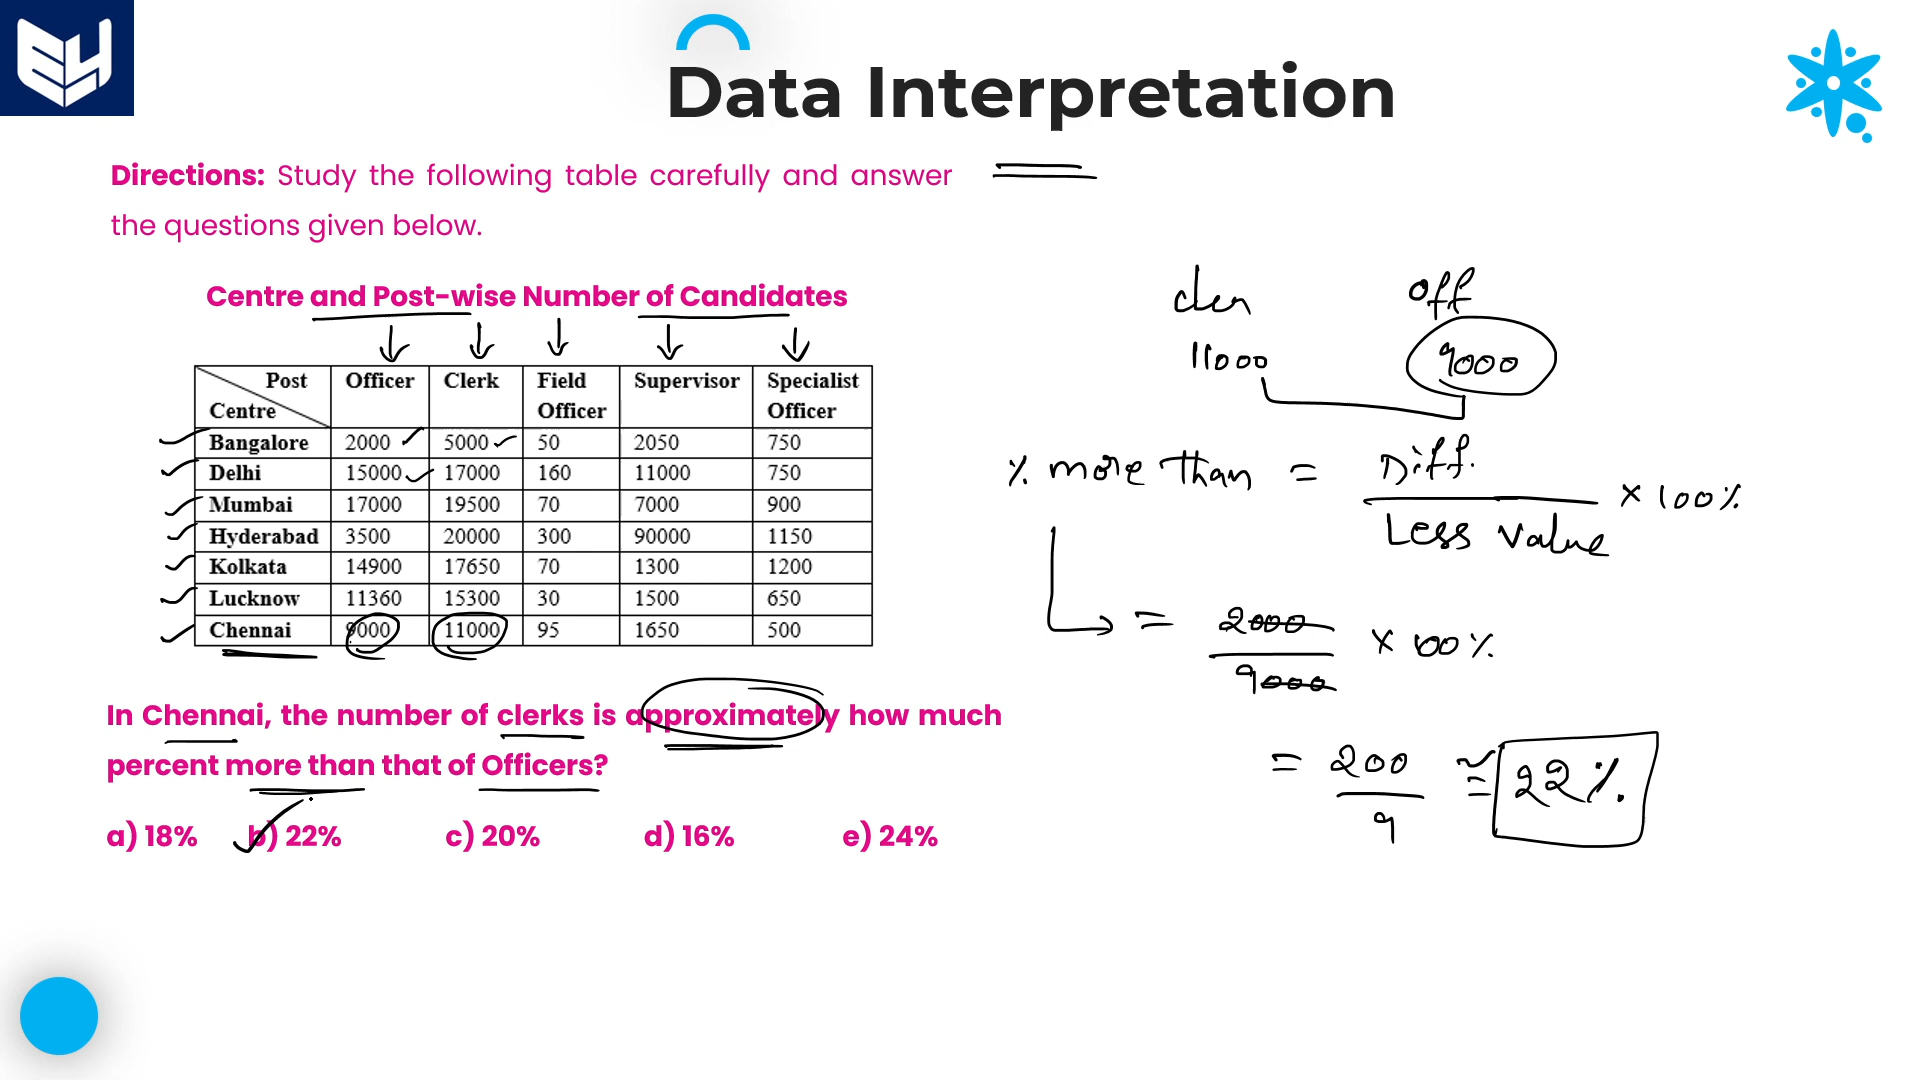 Data Interpretation
Directions: Study the following table carefully and answer
the questions given below.
Centre and Post-wise Number of Candidates
Post Centre Officer Clerk Field Officer Supervisor Specialist Officer
Bangalore 2000 5000 50 2050 750
Delhi 15000 17000 160 11000 750
Mumbai 17000 19500 70 7000 900
Hyderabad 3500 20000 300 90000 1150
Kolkata 14900 17650 70 1300 1200
Lucknow 11360 15300 30 1500 650
Chennai 9000 11000 95 1650 500
In Chennai, the number of clerks is approximately how much
percent more than that of Officers?
a) 18% b) 22% c) 20% d) 16% e) 24%
cler off
11000 9000
% more than = Diff. / Less value × 100%
= 2000 / 9000 × 100%
= 200 / 9 ≅ 22%.